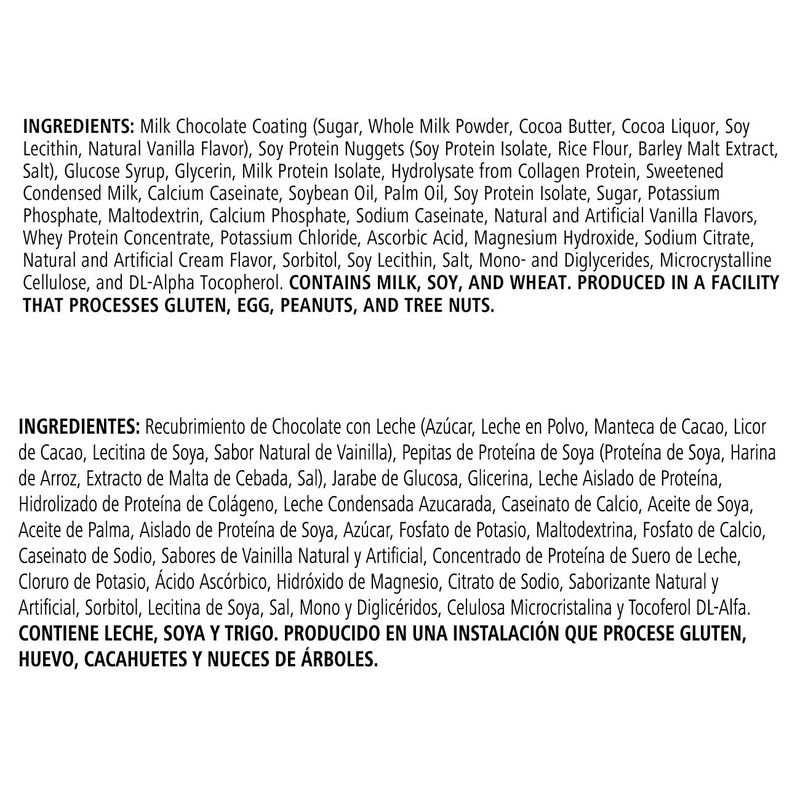 INGREDIENTS: Milk Chocolate Coating (Sugar, Whole Milk Powder, Cocoa Butter, Cocoa Liquor, Soy
Lecithin, Natural Vanilla Flavor), Soy Protein Nuggets (Soy Protein Isolate, Rice Flour, Barley Malt Extract,
Salt), Glucose Syrup, Glycerin, Milk Protein Isolate, Hydrolysate from Collagen Protein, Sweetened
Condensed Milk, Calcium Caseinate, Soybean Oil, Palm Oil, Soy Protein Isolate, Sugar, Potassium
Phosphate, Maltodextrin, Calcium Phosphate, Sodium Caseinate, Natural and Artificial Vanilla Flavors,
Whey Protein Concentrate, Potassium Chloride, Ascorbic Acid, Magnesium Hydroxide, Sodium Citrate,
Natural and Artificial Cream Flavor, Sorbitol, Soy Lecithin, Salt, Mono- and Diglycerides, Microcrystalline
Cellulose, and DL-Alpha Tocopherol. CONTAINS MILK, SOY, AND WHEAT. PRODUCED IN A FACILITY
THAT PROCESSES GLUTEN, EGG, PEANUTS, AND TREE NUTS.
INGREDIENTES: Recubrimiento de Chocolate con Leche (Azúcar, Leche en Polvo, Manteca de Cacao, Licor
de Cacao, Lecitina de Soya, Sabor Natural de Vainilla), Pepitas de Proteína de Soya (Proteína de Soya, Harina
de Arroz, Extracto de Malta de Cebada, Sal), Jarabe de Glucosa, Glicerina, Leche Aislado de Proteína,
Hidrolizado de Proteína de Colágeno, Leche Condensada Azucarada, Caseinato de Calcio, Aceite de Soya,
Aceite de Palma, Aislado de Proteína de Soya, Azúcar, Fosfato de Potasio, Maltodextrina, Fosfato de Calcio,
Caseinato de Sodio, Sabores de Vainilla Natural y Artificial, Concentrado de Proteína de Suero de Leche,
Cloruro de Potasio, Ácido Ascórbico, Hidróxido de Magnesio, Citrato de Sodio, Saborizante Natural y
Artificial, Sorbitol, Lecitina de Soya, Sal, Mono y Diglicéridos, Celulosa Microcristalina y Tocoferol DL-Alfa.
CONTIENE LECHE, SOYA Y TRIGO. PRODUCIDO EN UNA INSTALACIÓN QUE PROCESE GLUTEN,
HUEVO, CACAHUETES Y NUECES DE ÁRBOLES.